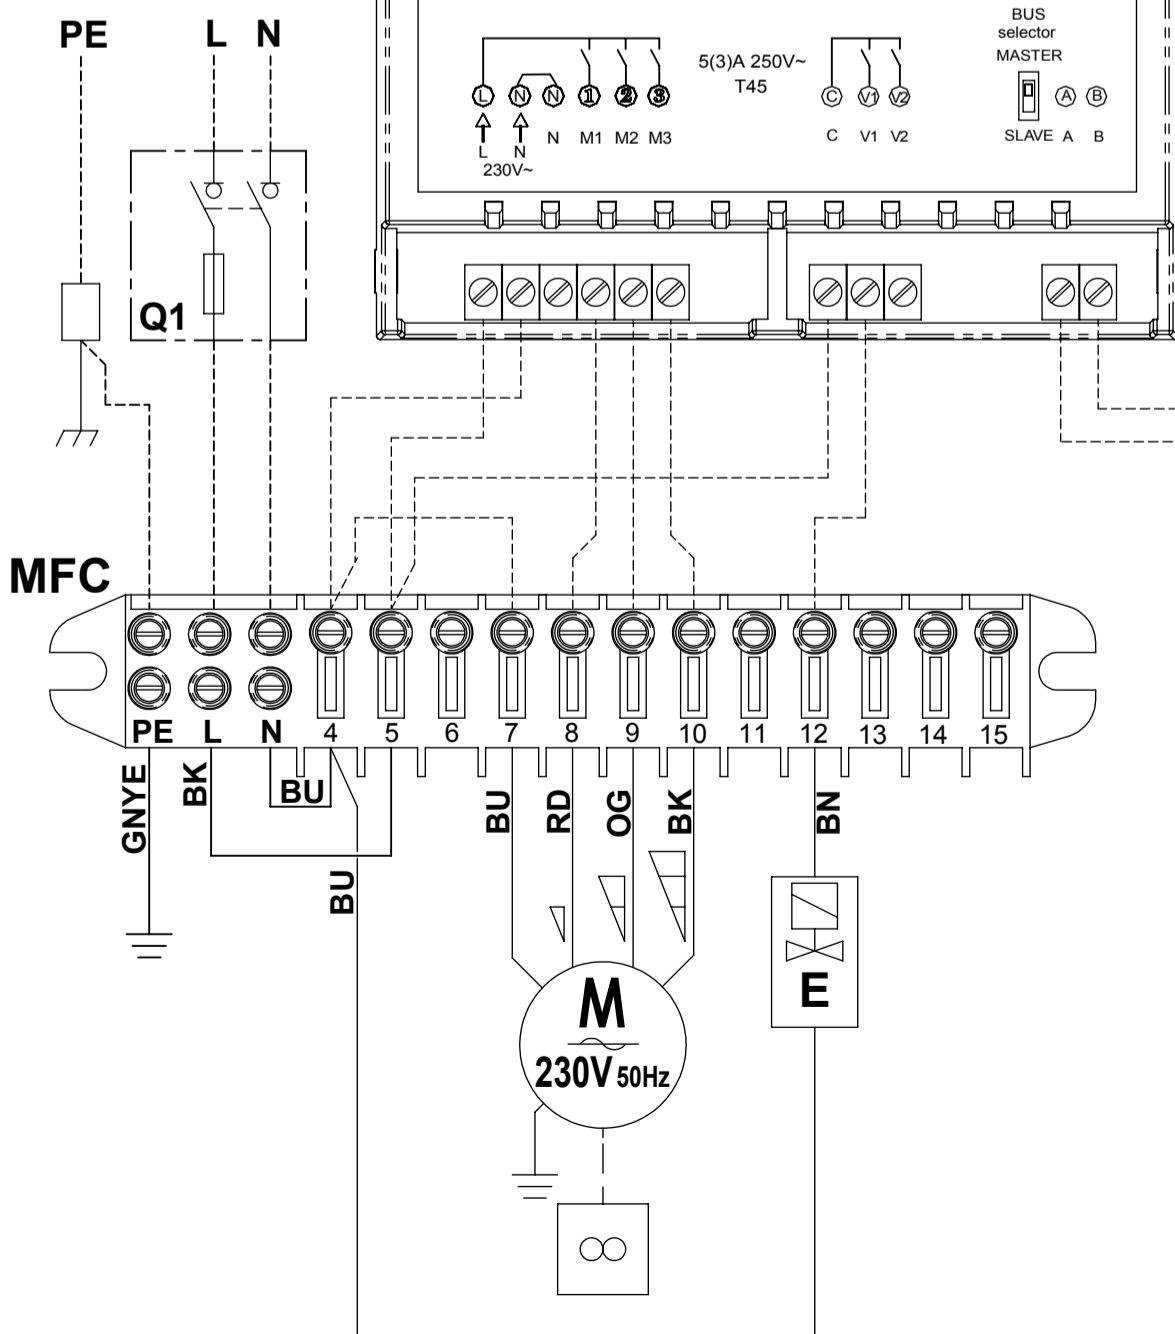 PE L N
BUS
selector
MASTER
5(3)A 250V~
T45
L N N 1 2 3
C V1 V2
A B
L N N M1 M2 M3
230V~
C V1 V2
SLAVE A B
Q1
MFC
PE L N 4 5 6 7 8 9 10 11 12 13 14 15
GNYE BK BU BU BU RD OG BK BN
M
230V 50Hz
E